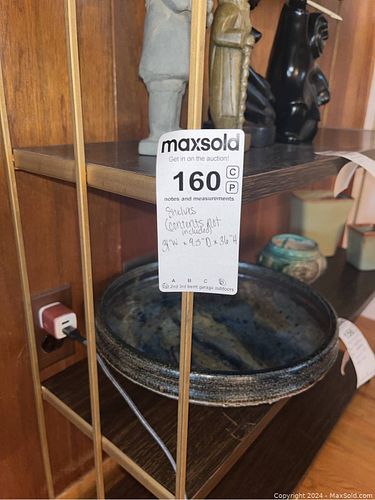 maxsold
Get in on the auction!
160 C
P
notes and measurements
Shelves
(contents not
included)
31"W x 9.5"D x 36"H
A B C D
1st 2nd 3rd bsmt garage outdoors
Copyright 2024 - MaxSold.com